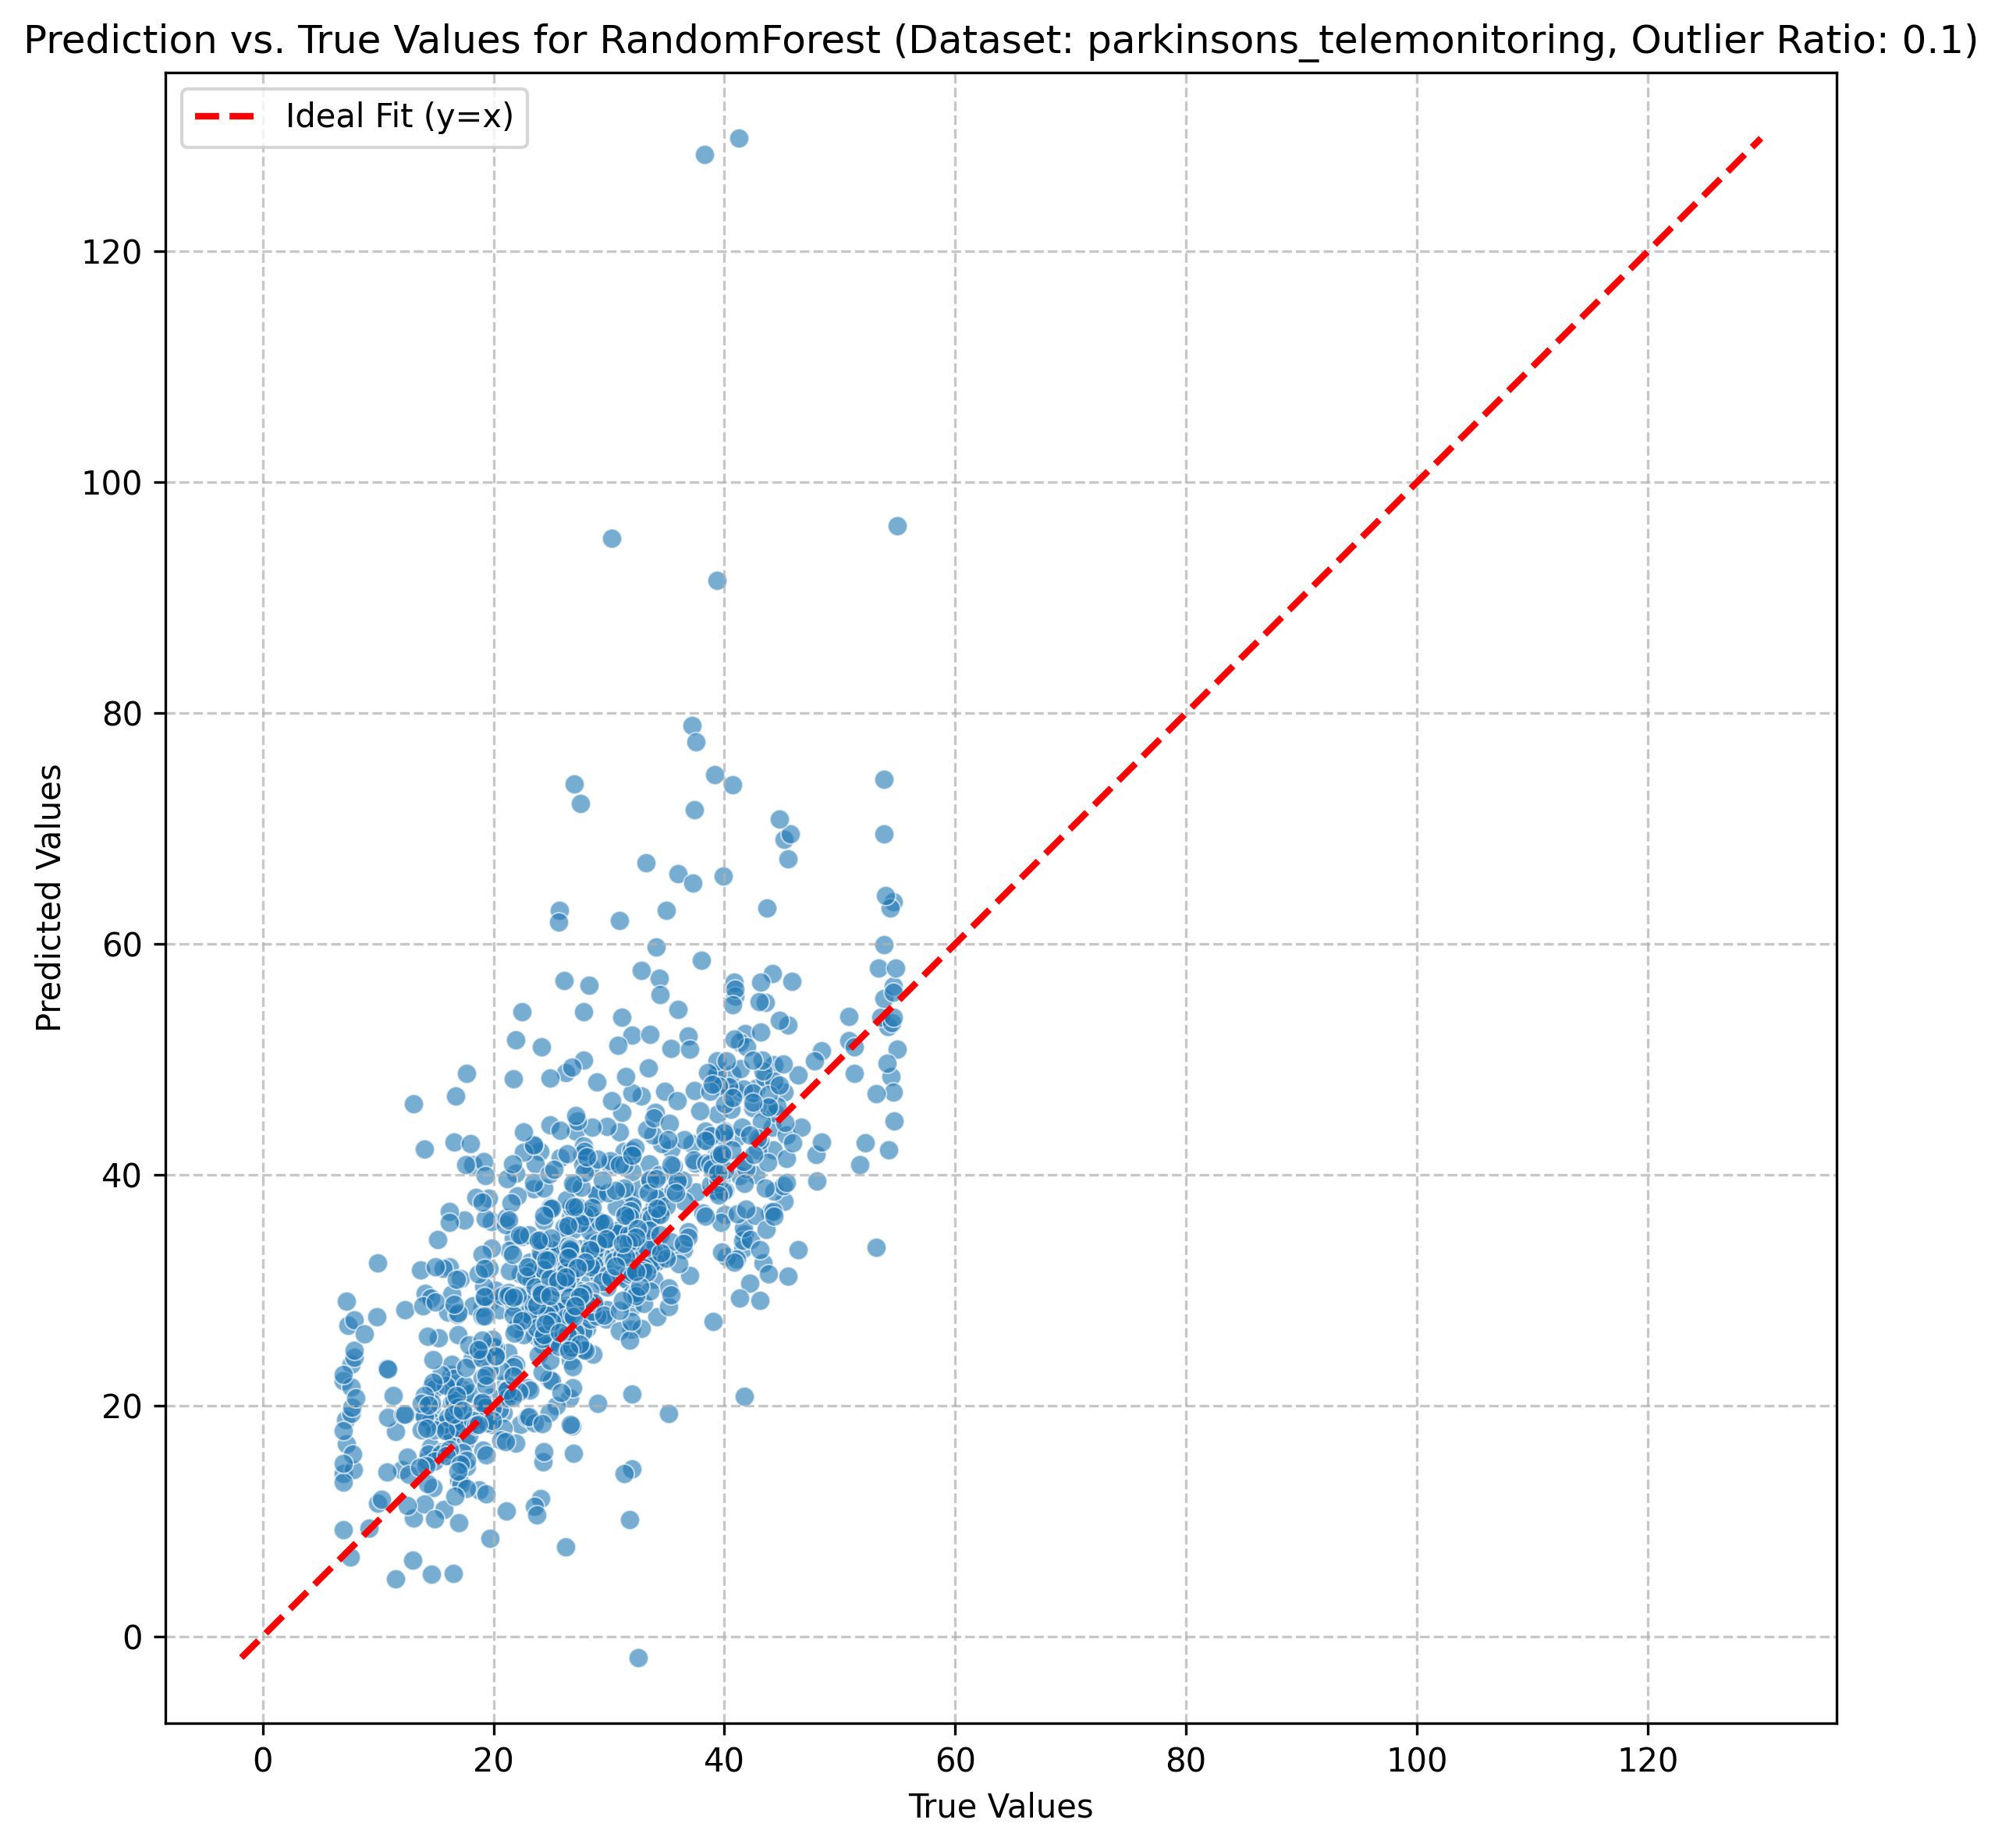 Prediction vs. True Values for RandomForest (Dataset: parkinsons_telemonitoring, Outlier Ratio: 0.1)
Ideal Fit (y=x)
Predicted Values
120
100
80
60
40
20
0
0 20 40 60 80 100 120
True Values